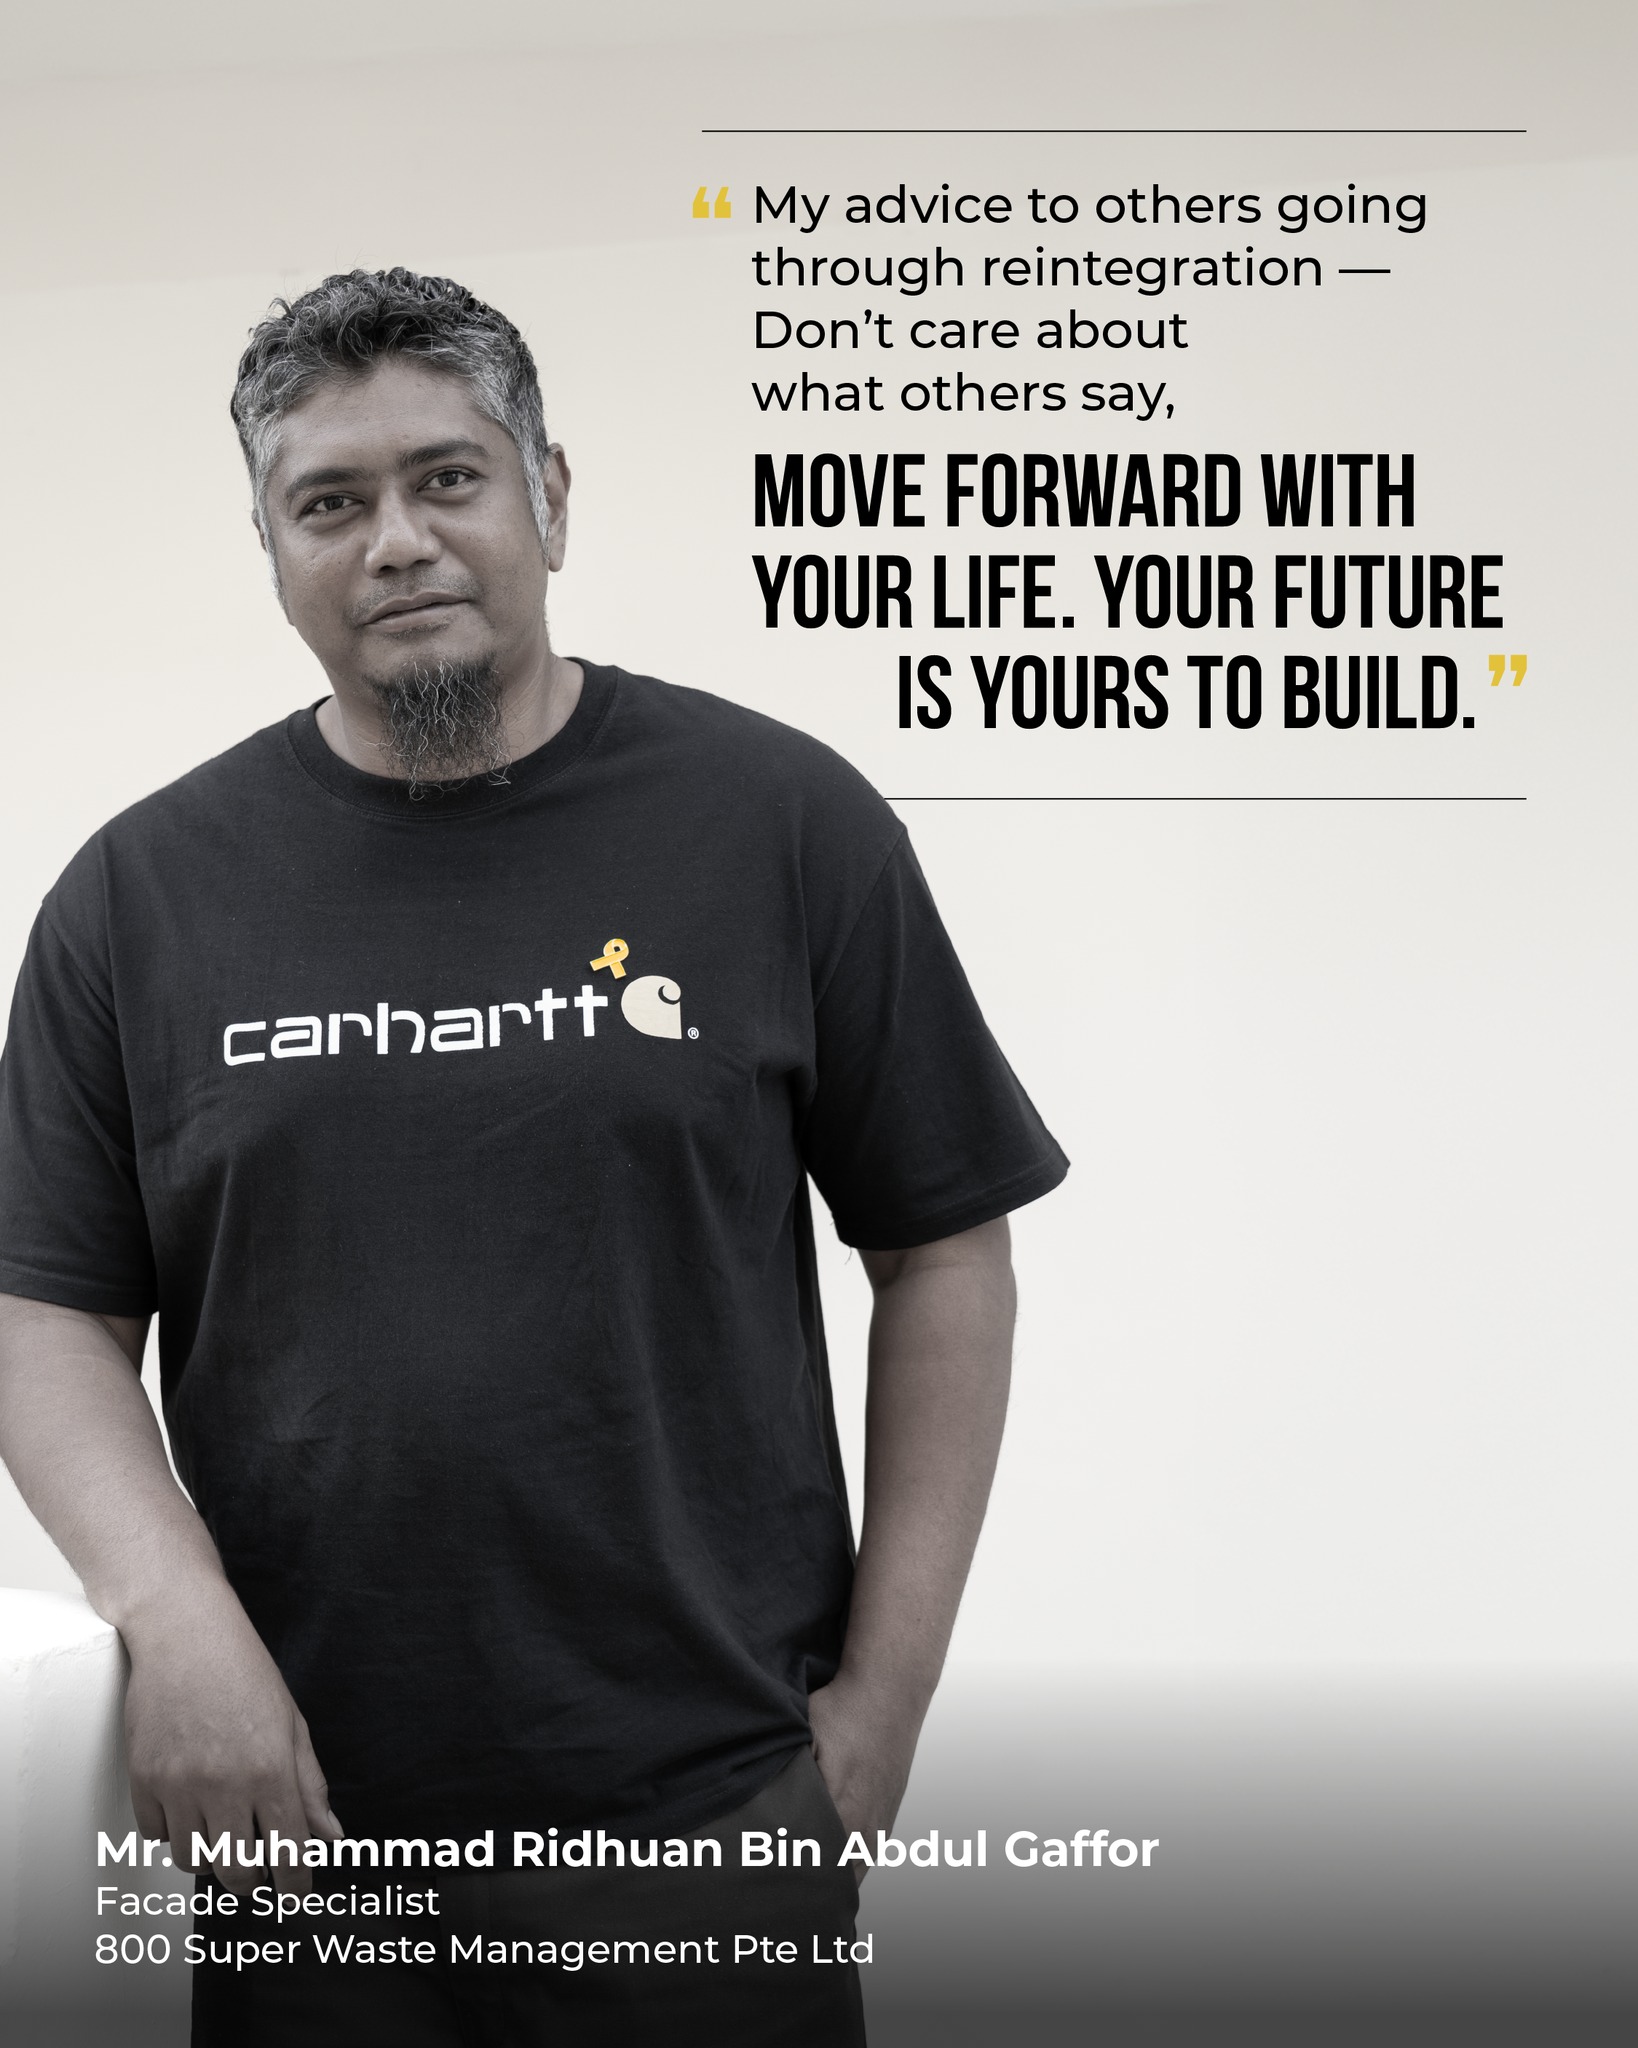 “ My advice to others going
through reintegration —
Don’t care about
what others say,
MOVE FORWARD WITH
YOUR LIFE. YOUR FUTURE
IS YOURS TO BUILD. ”
carhartt ®
Mr. Muhammad Ridhuan Bin Abdul Gaffor
Facade Specialist
800 Super Waste Management Pte Ltd